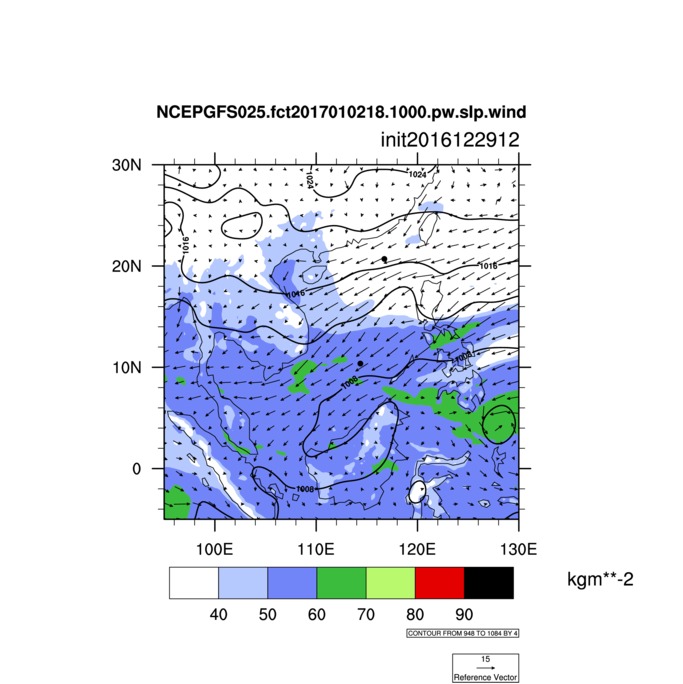 NCEPGFS025.fct2017010218.1000.pw.slp.wind
init2016122912
30N
20N
10N
0
1024
1024
1016
1016
1016
1008
1008
1008
100E
110E
120E
130E
40
50
60
70
80
90
kgm**-2
CONTOUR FROM 948 TO 1084 BY 4
15
Reference Vector